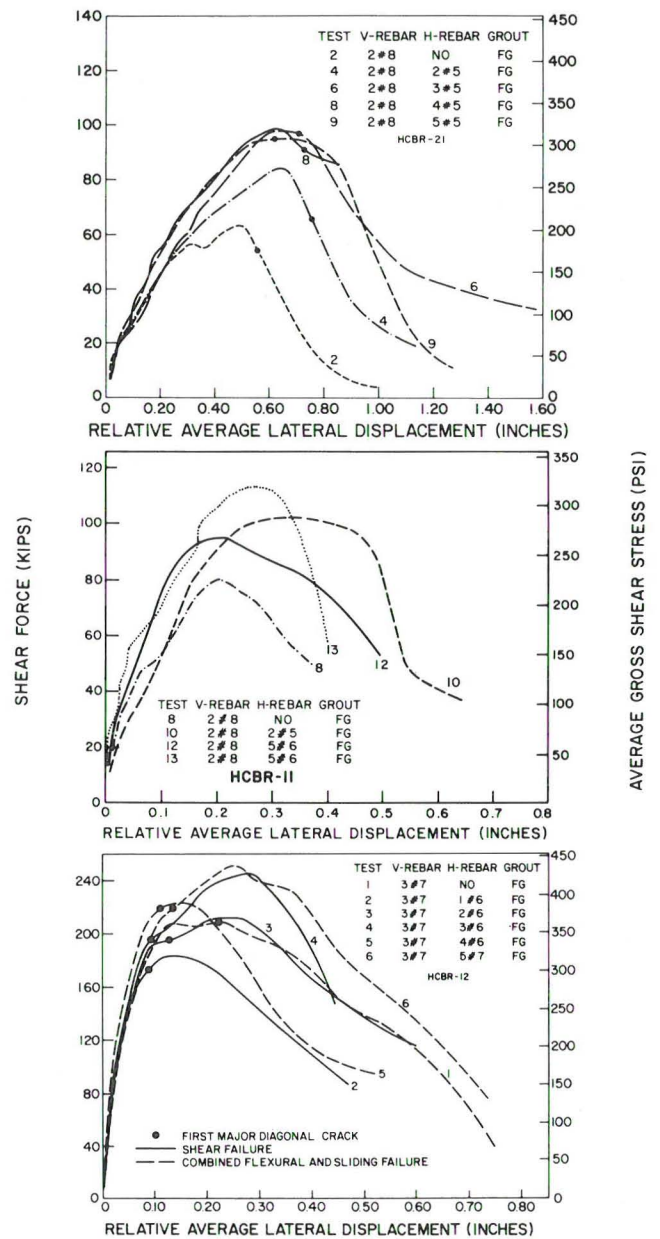 SHEAR FORCE (KIPS)
AVERAGE GROSS SHEAR STRESS (PSI)
140
120
100
80
60
40
20
0
450
400
350
300
250
200
150
100
50
0
TEST V-REBAR H-REBAR GROUT
2 2#8 NO FG
4 2#8 2#5 FG
6 2#8 3#5 FG
8 2#8 4#5 FG
9 2#8 5#5 FG
HCBR-21
8
6
4
9
2
0 0.20 0.40 0.60 0.80 1.00 1.20 1.40 1.60
RELATIVE AVERAGE LATERAL DISPLACEMENT (INCHES)
120
100
80
60
40
20
0
350
300
250
200
150
100
50
13
8
12
10
TEST V-REBAR H-REBAR GROUT
8 2#8 NO FG
10 2#8 2#5 FG
12 2#8 5#6 FG
13 2#8 5#6 FG
HCBR-11
0 0.1 0.2 0.3 0.4 0.5 0.6 0.7 0.8
RELATIVE AVERAGE LATERAL DISPLACEMENT (INCHES)
240
200
160
120
80
40
0
450
400
350
300
250
200
150
100
50
0
TEST V-REBAR H-REBAR GROUT
1 3#7 NO FG
2 3#7 1#6 FG
3 3#7 2#6 FG
4 3#7 3#6 FG
5 3#7 4#6 FG
6 3#7 5#7 FG
HCBR-12
3
4
6
5
1
2
FIRST MAJOR DIAGONAL CRACK
SHEAR FAILURE
COMBINED FLEXURAL AND SLIDING FAILURE
0 0.10 0.20 0.30 0.40 0.50 0.60 0.70 0.80
RELATIVE AVERAGE LATERAL DISPLACEMENT (INCHES)